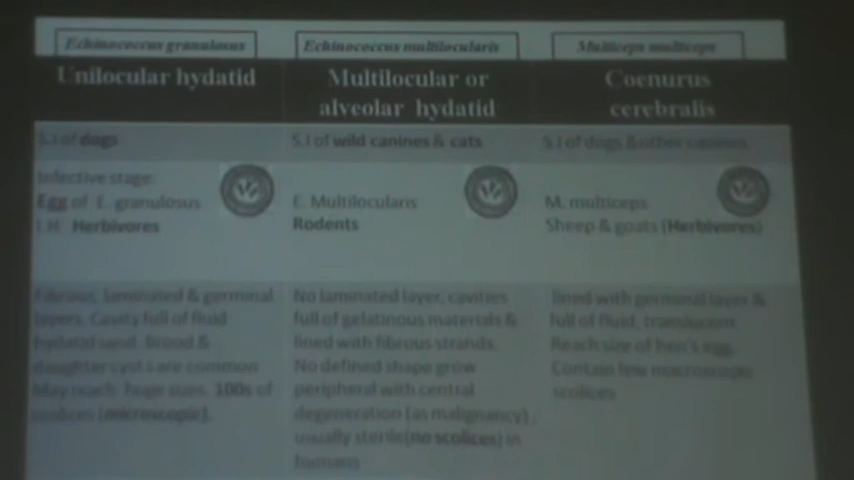 Echinococcus granulosus
Unilocular hydatid
S.I of dogs
Infective stage:
Egg of E. granulosus
I.H: Herbivores
Fibrous, laminated & germinal
layers. Cavity full of fluid
hydatid sand. Brood &
daughter cysts are common
May reach huge sizes. 100s of
scolices (microscopic).
Echinococcus multilocularis
Multilocular or
alveolar hydatid
S.I of wild canines & cats
E. Multilocularis
Rodents
No laminated layer, cavities
full of gelatinous materials &
lined with fibrous strands.
No defined shape grow
peripheral with central
degeneration (as malignancy),
usually sterile(no scolices) in
humans
Multiceps multiceps
Coenurus
cerebralis
S.I of dogs & other canines
M. multiceps
Sheep & goats (Herbivores)
lined with germinal layer &
full of fluid, translucent
Reach size of hen's egg,
Contain few macroscopic
scolices